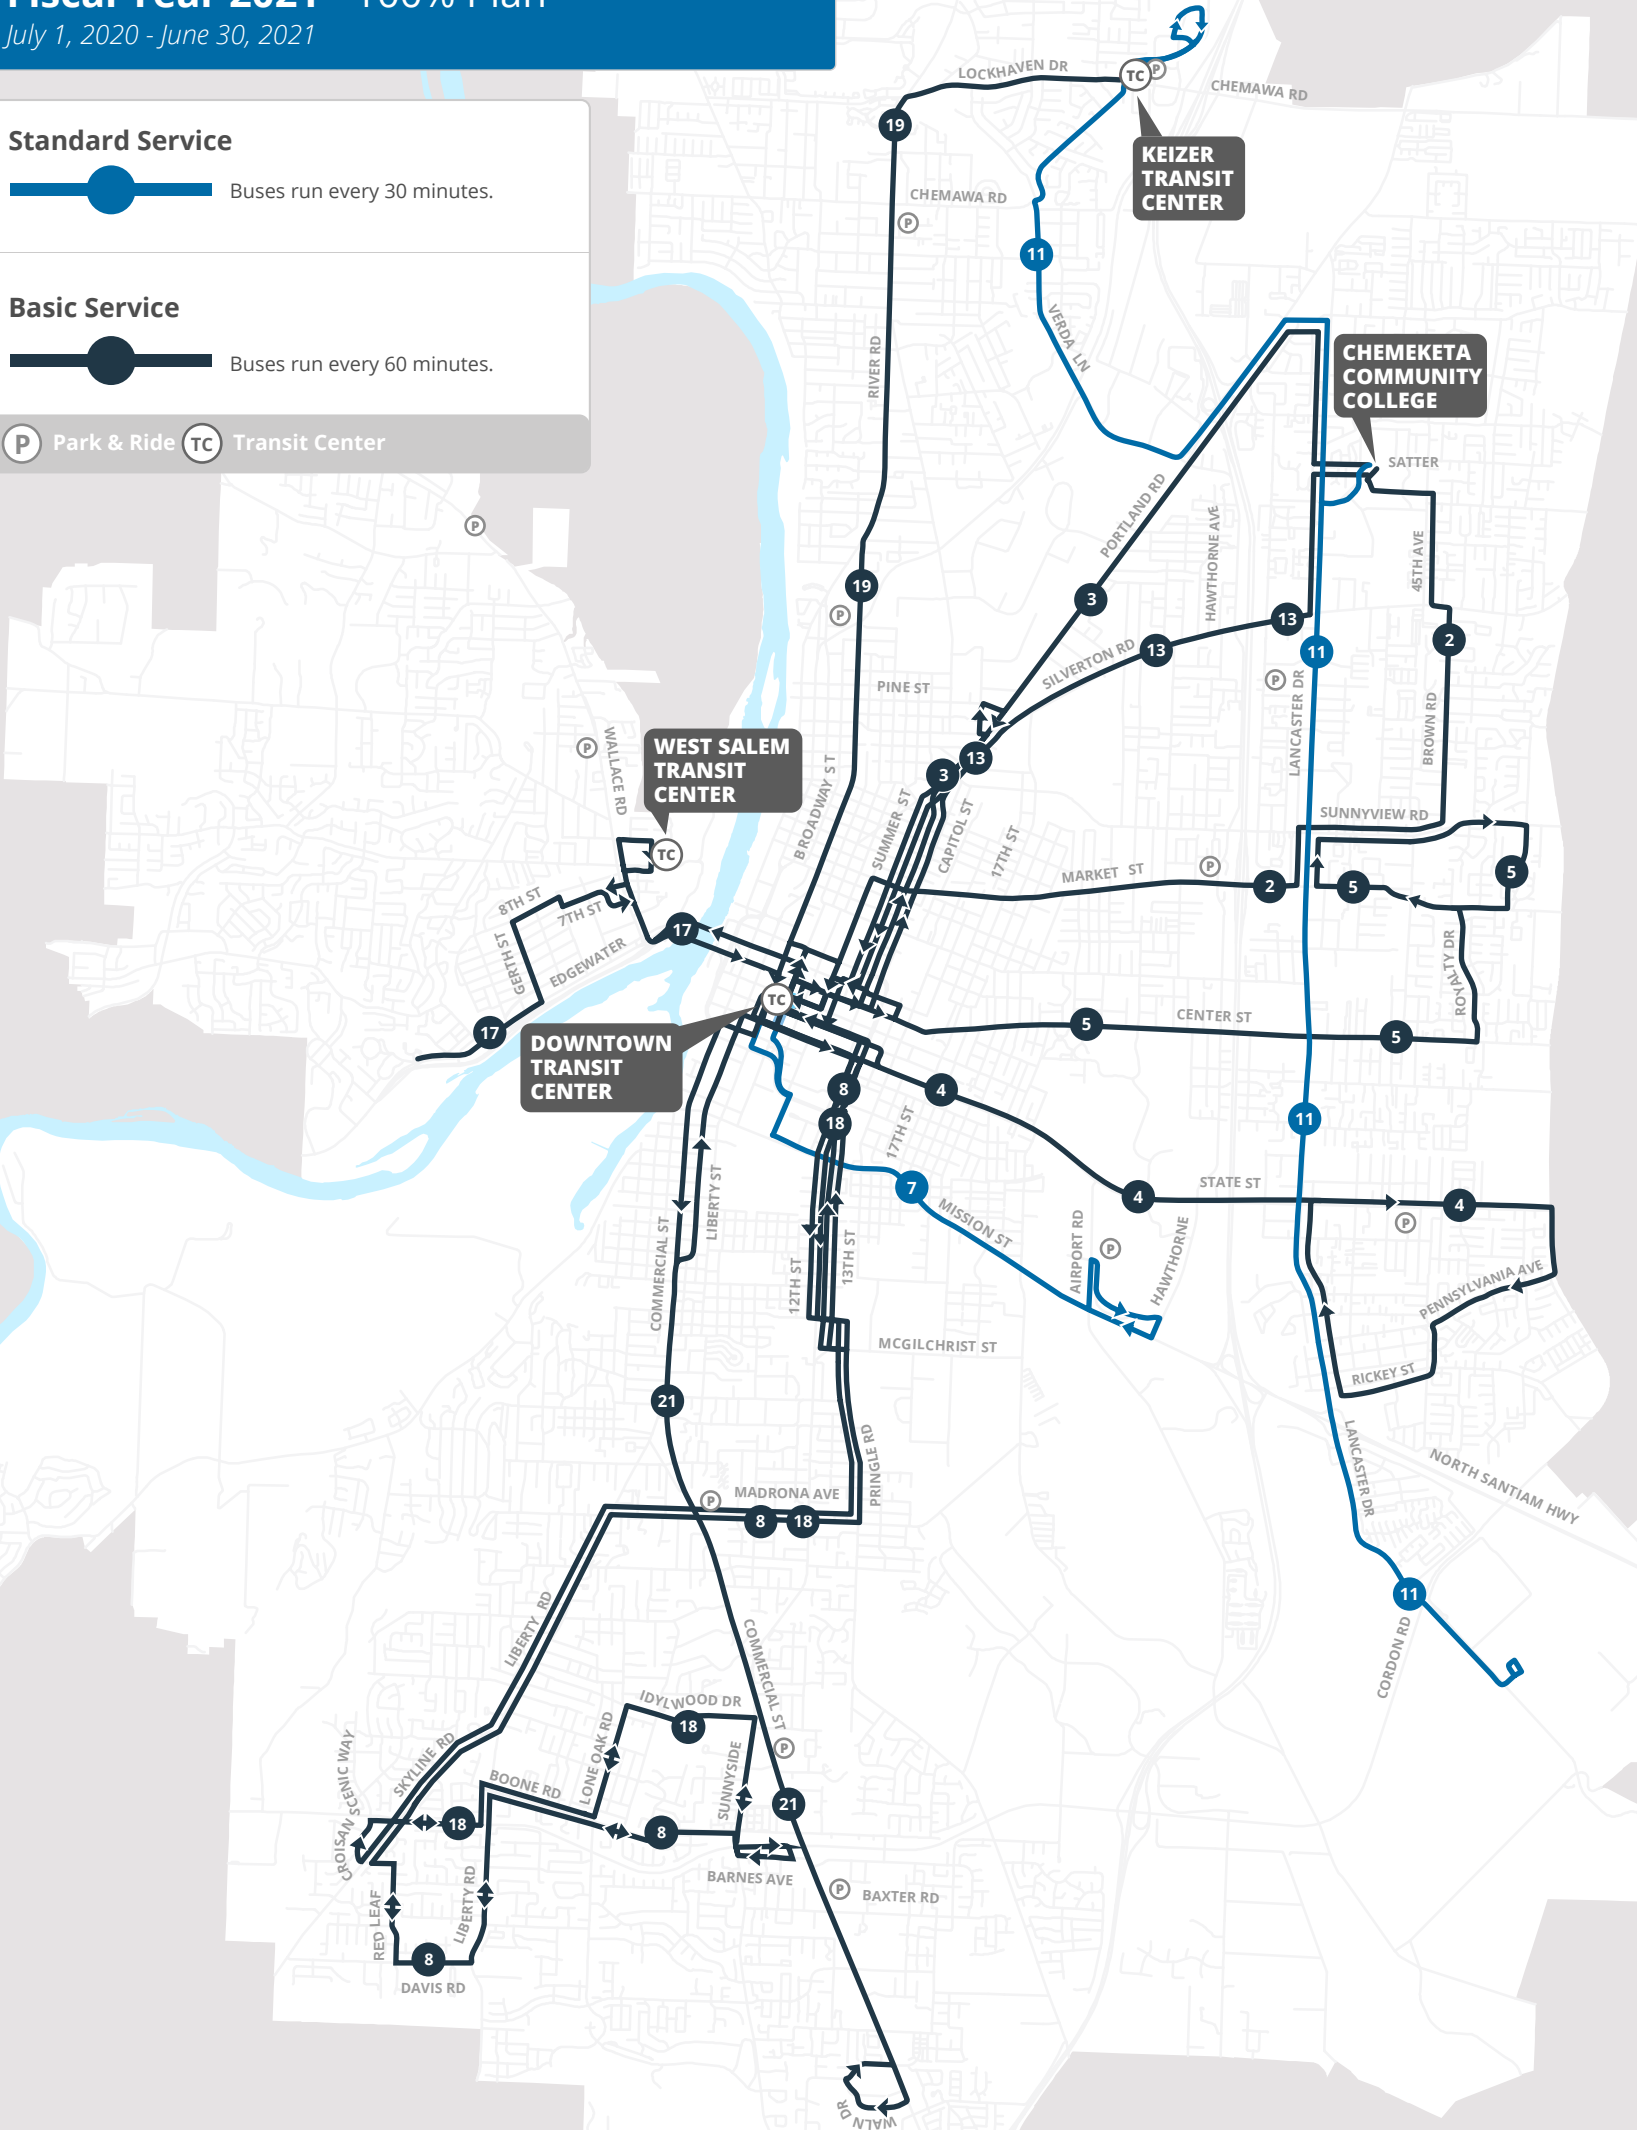 Fiscal Year 2021 - 100% Plan
July 1, 2020 - June 30, 2021
Standard Service
Buses run every 30 minutes.
Basic Service
Buses run every 60 minutes.
P Park & Ride TC Transit Center
TC P
LOCKHAVEN DR
CHEMAWA RD
19
KEIZER
TRANSIT
CENTER
CHEMAWA RD
P
11
VERDA LN
RIVER RD
CHEMEKETA
COMMUNITY
COLLEGE
SATTER
P
PORTLAND RD
HAWTHORNE AVE
45TH AVE
19
P
3
13
2
11
13
SILVERTON RD
P
PINE ST
LANCASTER DR
BROWN RD
WALLACE RD
P
WEST SALEM
TRANSIT
CENTER
13
3
BROADWAY ST
SUMMER ST
CAPITOL ST
17TH ST
SUNNYVIEW RD
TC
MARKET ST
P
2
5
5
8TH ST
7TH ST
GERTH ST
EDGEWATER
17
ROYALTY DR
TC
17
5
CENTER ST
5
DOWNTOWN
TRANSIT
CENTER
8
4
18
17TH ST
11
7
MISSION ST
4
STATE ST
4
P
LIBERTY ST
COMMERCIAL ST
12TH ST
13TH ST
AIRPORT RD
P
HAWTHORNE
PENNSYLVANIA AVE
MCGILCHRIST ST
RICKEY ST
21
PRINGLE RD
LANCASTER DR
NORTH SANTIAM HWY
P
MADRONA AVE
8
18
LIBERTY RD
11
CORDON RD
COMMERCIAL ST
IDYLWOOD DR
18
LONE OAK RD
SUNNYSIDE
P
CROISAN SCENIC WAY
SKYLINE RD
BOONE RD
21
18
8
BARNES AVE
P
BAXTER RD
RED LEAF
LIBERTY RD
8
DAVIS RD
WALN DR